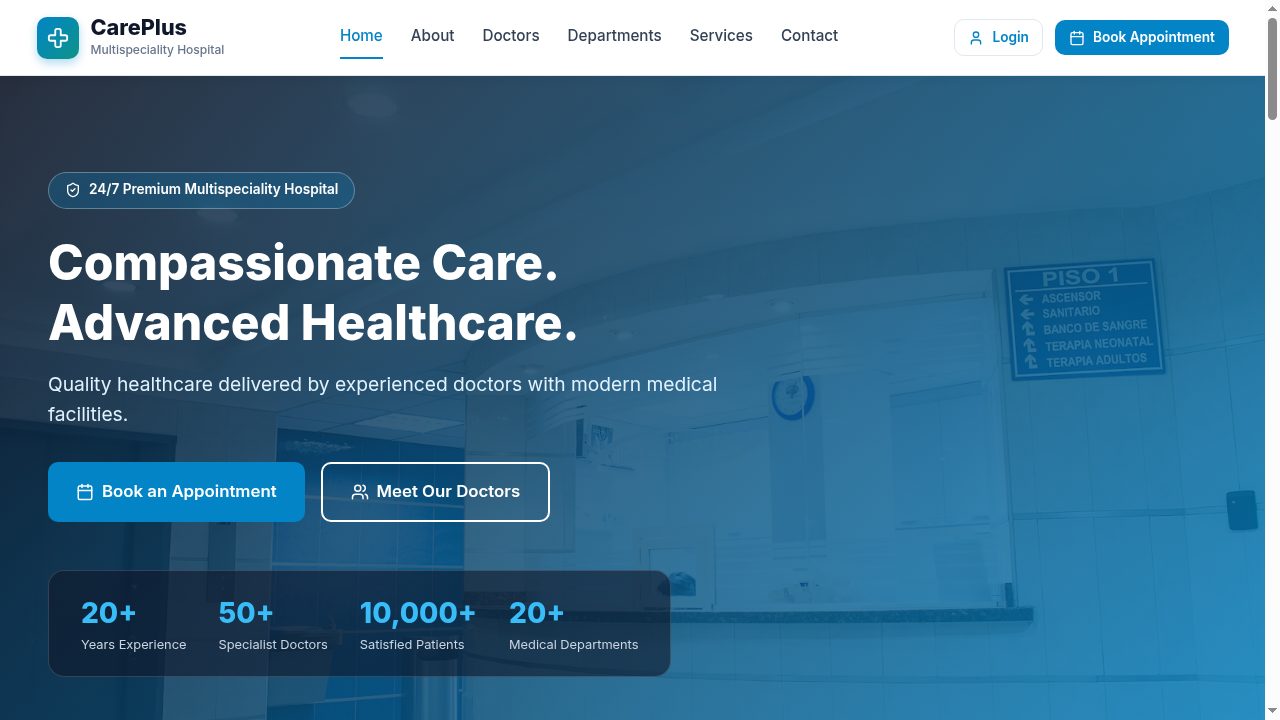 CarePlus
Multispeciality Hospital
Home
About
Doctors
Departments
Services
Contact
Login
Book Appointment
24/7 Premium Multispeciality Hospital
Compassionate Care.
Advanced Healthcare.
PISO 1
ASCENSOR
SANITARIO
BANCO DE SANGRE
TERAPIA NEONATAL
TERAPIA ADULTOS
Quality healthcare delivered by experienced doctors with modern medical
facilities.
Book an Appointment
Meet Our Doctors
20+
Years Experience
50+
Specialist Doctors
10,000+
Satisfied Patients
20+
Medical Departments